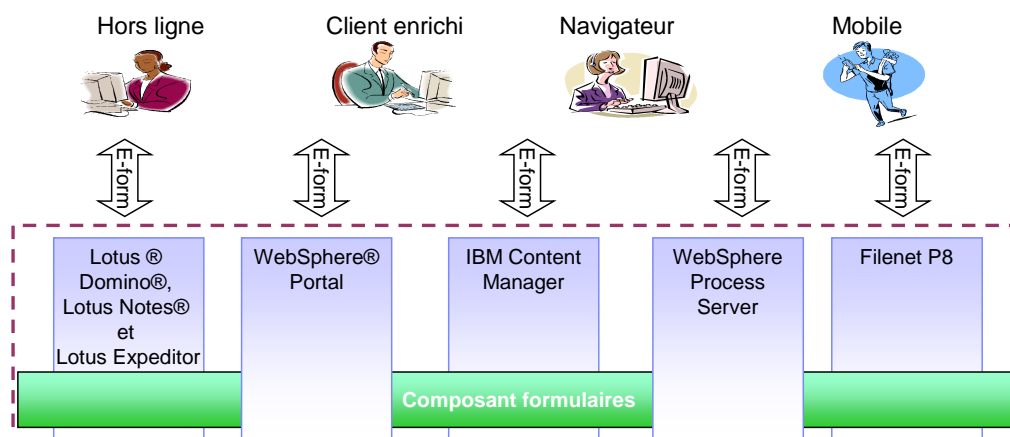 Hors ligne
Client enrichi
Navigateur
Mobile
E-form
E-form
E-form
E-form
E-form
Lotus ®
Domino®,
Lotus Notes®
et
Lotus Expeditor
WebSphere®
Portal
IBM Content
Manager
WebSphere
Process
Server
Filenet P8
Composant formulaires